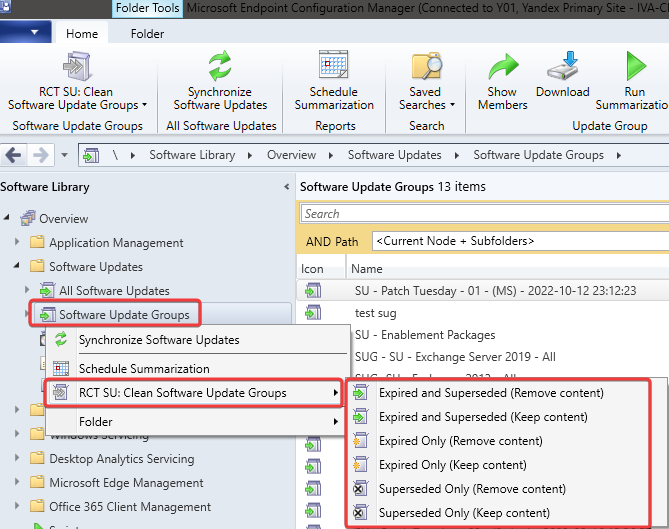 Folder Tools
Microsoft Endpoint Configuration Manager (Connected to Y01, Yandex Primary Site - IVA-C
Home
Folder
RCT SU: Clean
Software Update Groups
Synchronize
Software Updates
Schedule
Summarization
Saved
Searches
Show
Members
Download
Run
Summarizatio
Software Update Groups
All Software Updates
Reports
Search
Update Group
\ Software Library Overview Software Updates Software Update Groups
Software Library
Overview
Application Management
Software Updates
All Software Updates
Software Update Groups
Synchronize Software Updates
Schedule Summarization
RCT SU: Clean Software Update Groups
Folder
Windows Servicing
Desktop Analytics Servicing
Microsoft Edge Management
Office 365 Client Management
Software Update Groups 13 items
Search
AND Path <Current Node + Subfolders>
Icon Name
SU - Patch Tuesday - 01 - (MS) - 2022-10-12 23:12:23
test sug
SU - Enablement Packages
SUG - SU - Exchange Server 2019 - All
Expired and Superseded (Remove content)
Expired and Superseded (Keep content)
Expired Only (Remove content)
Expired Only (Keep content)
Superseded Only (Remove content)
Superseded Only (Keep content)